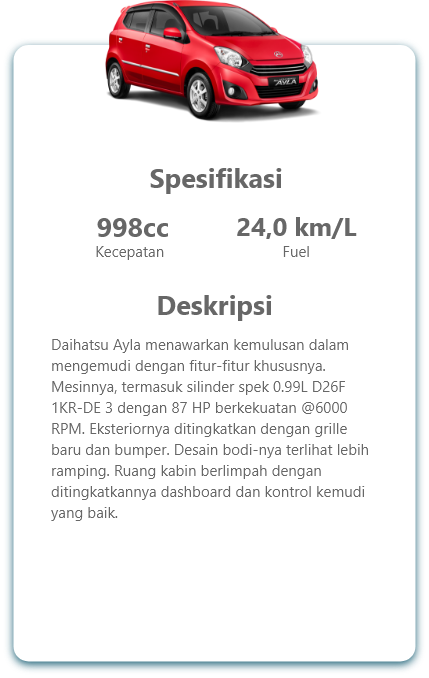 AYLA
Spesifikasi
998cc
24,0 km/L
Kecepatan
Fuel
Deskripsi
Daihatsu Ayla menawarkan kemulusan dalam
mengemudi dengan fitur-fitur khususnya.
Mesinnya, termasuk silinder spek 0.99L D26F
1KR-DE 3 dengan 87 HP berkekuatan @6000
RPM. Eksteriornya ditingkatkan dengan grille
baru dan bumper. Desain bodi-nya terlihat lebih
ramping. Ruang kabin berlimpah dengan
ditingkatkannya dashboard dan kontrol kemudi
yang baik.